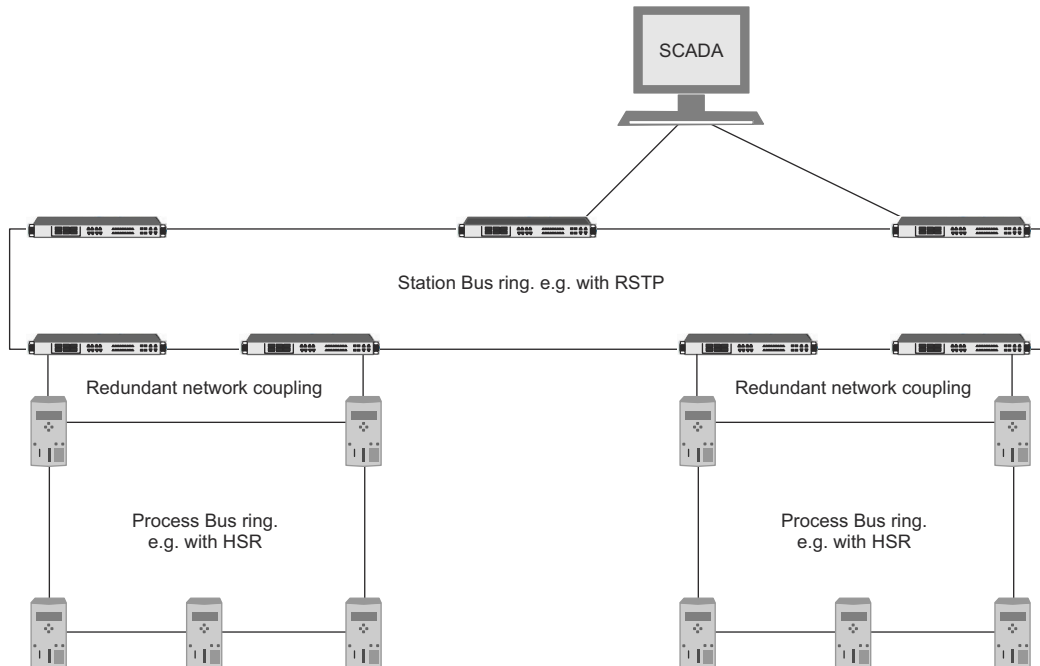 SCADA
Station Bus ring. e.g. with RSTP
Redundant network coupling
Redundant network coupling
Process Bus ring.
e.g. with HSR
Process Bus ring.
e.g. with HSR